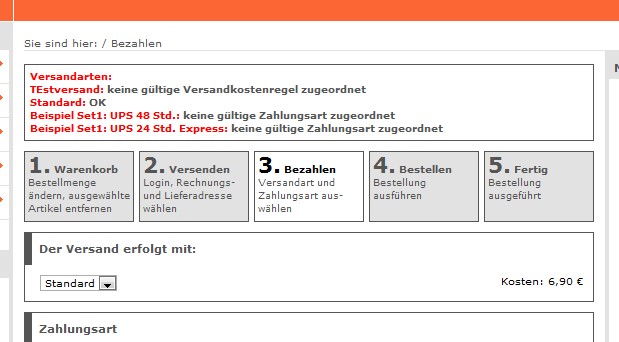 Sie sind hier: / Bezahlen
Versandarten:
TEstversand: keine gültige Versandkostenregel zugeordnet
Standard: OK
Beispiel Set1: UPS 48 Std.: keine gültige Zahlungsart zugeordnet
Beispiel Set1: UPS 24 Std. Express: keine gültige Zahlungsart zugeordnet
1. Warenkorb
Bestellmenge
ändern, ausgewählte
Artikel entfernen
2. Versenden
Login, Rechnungs-
und Lieferadresse
wählen
3. Bezahlen
Versandart und
Zahlungsart aus-
wählen
4. Bestellen
Bestellung
ausführen
5. Fertig
Bestellung
ausgeführt
Der Versand erfolgt mit:
Standard
Kosten: 6,90 €
Zahlungsart